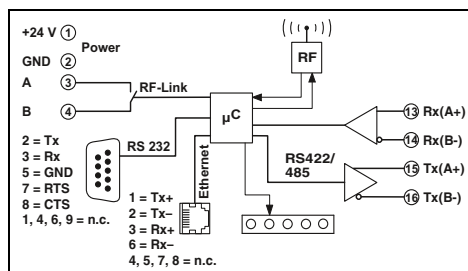 +24 V 1
Power
GND 2
A 3
RF-Link
B 4
RF
µC
13 Rx(A+)
14 Rx(B-)
RS422/
485
15 Tx(A+)
16 Tx(B-)
2 = Tx
3 = Rx
5 = GND
7 = RTS
8 = CTS
1, 4, 6, 9 = n.c.
RS 232
Ethernet
1 = Tx+
2 = Tx–
3 = Rx+
6 = Rx–
4, 5, 7, 8 = n.c.